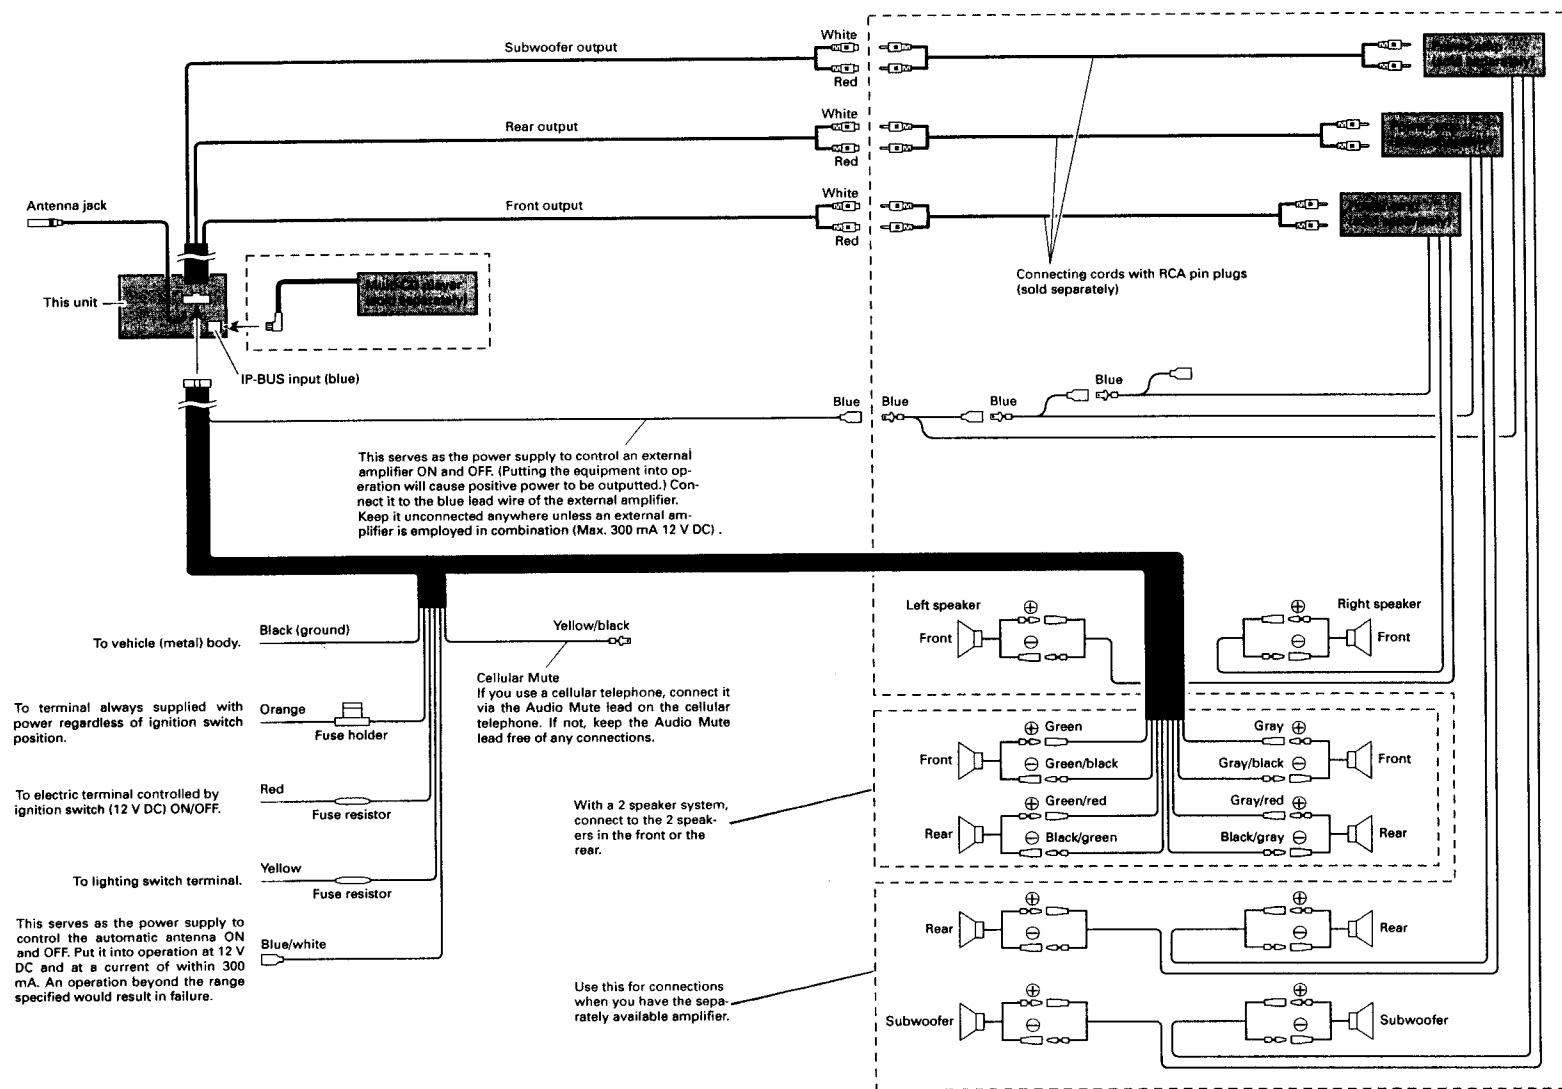 Subwoofer output
White
Red
Rear output
White
Red
Front output
White
Red
Antenna jack
This unit
Multi-CD player
(sold separately)
IP-BUS input (blue)
Power amp
(sold separately)
(sold separately)
Connecting cords with RCA pin plugs
(sold separately)
Blue
Blue
Blue
Blue
This serves as the power supply to control an external
amplifier ON and OFF. (Putting the equipment into op-
eration will cause positive power to be outputted.) Con-
nect it to the blue lead wire of the external amplifier.
Keep it unconnected anywhere unless an external am-
plifier is employed in combination (Max. 300 mA 12 V DC) .
To vehicle (metal) body.
Black (ground)
Yellow/black
Cellular Mute
If you use a cellular telephone, connect it
via the Audio Mute lead on the cellular
telephone. If not, keep the Audio Mute
lead free of any connections.
To terminal always supplied with
power regardless of ignition switch
position.
Orange
Fuse holder
To electric terminal controlled by
ignition switch (12 V DC) ON/OFF.
Red
Fuse resistor
To lighting switch terminal.
Yellow
Fuse resistor
This serves as the power supply to
control the automatic antenna ON
and OFF. Put it into operation at 12 V
DC and at a current of within 300
mA. An operation beyond the range
specified would result in failure.
Blue/white
Left speaker
Front
⊕
⊖
Right speaker
Front
⊕
⊖
With a 2 speaker system,
connect to the 2 speak-
ers in the front or the
rear.
Front
⊕ Green
⊖ Green/black
Gray ⊕
Gray/black ⊖
Front
Rear
⊕ Green/red
⊖ Black/green
Gray/red ⊕
Black/gray ⊖
Rear
Use this for connections
when you have the sepa-
rately available amplifier.
Rear
⊕
⊖
⊕
⊖
Rear
Subwoofer
⊕
⊖
⊕
⊖
Subwoofer